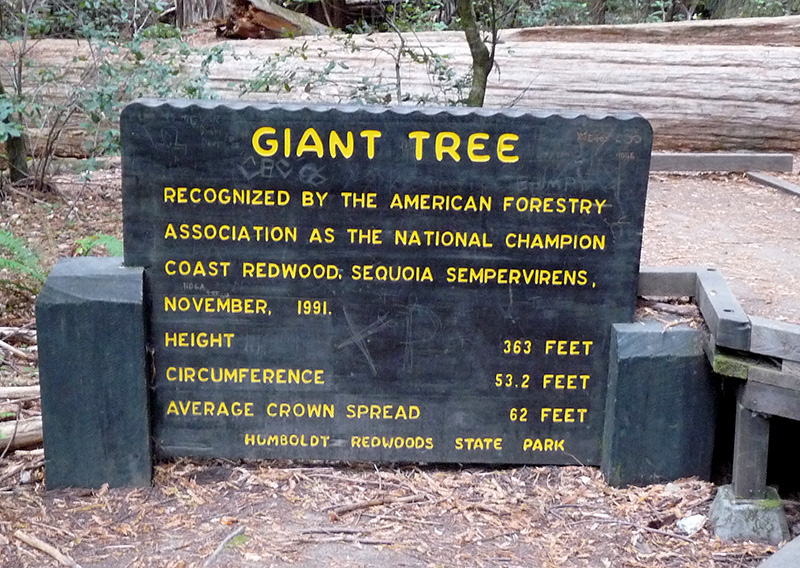 GIANT TREE
RECOGNIZED BY THE AMERICAN FORESTRY
ASSOCIATION AS THE NATIONAL CHAMPION
COAST REDWOOD, SEQUOIA SEMPERVIRENS,
NOVEMBER, 1991.
HEIGHT 363 FEET
CIRCUMFERENCE 53.2 FEET
AVERAGE CROWN SPREAD 62 FEET
HUMBOLDT REDWOODS STATE PARK